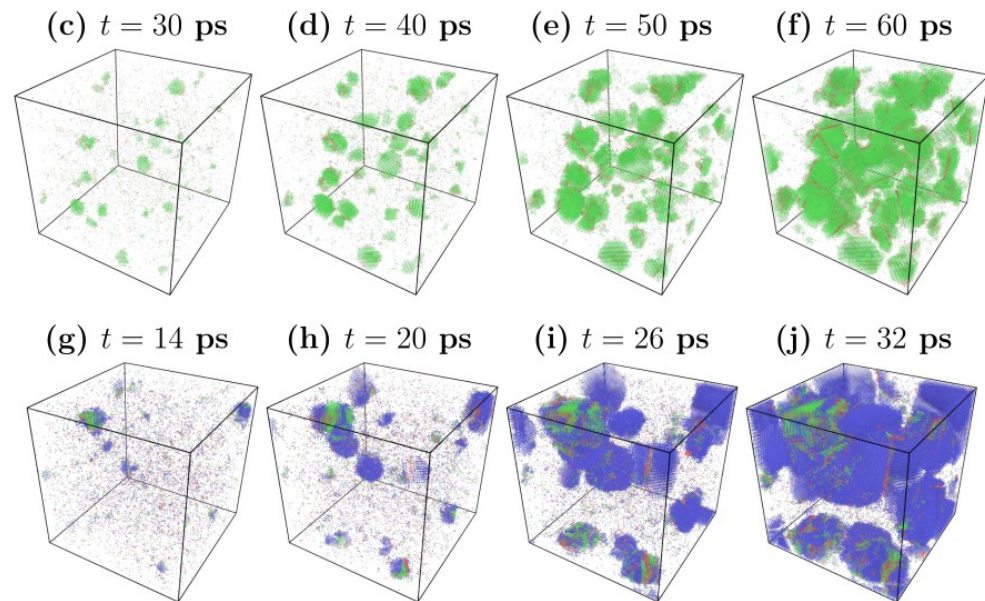 (c) t = 30 ps (d) t = 40 ps (e) t = 50 ps (f) t = 60 ps
(g) t = 14 ps (h) t = 20 ps (i) t = 26 ps (j) t = 32 ps